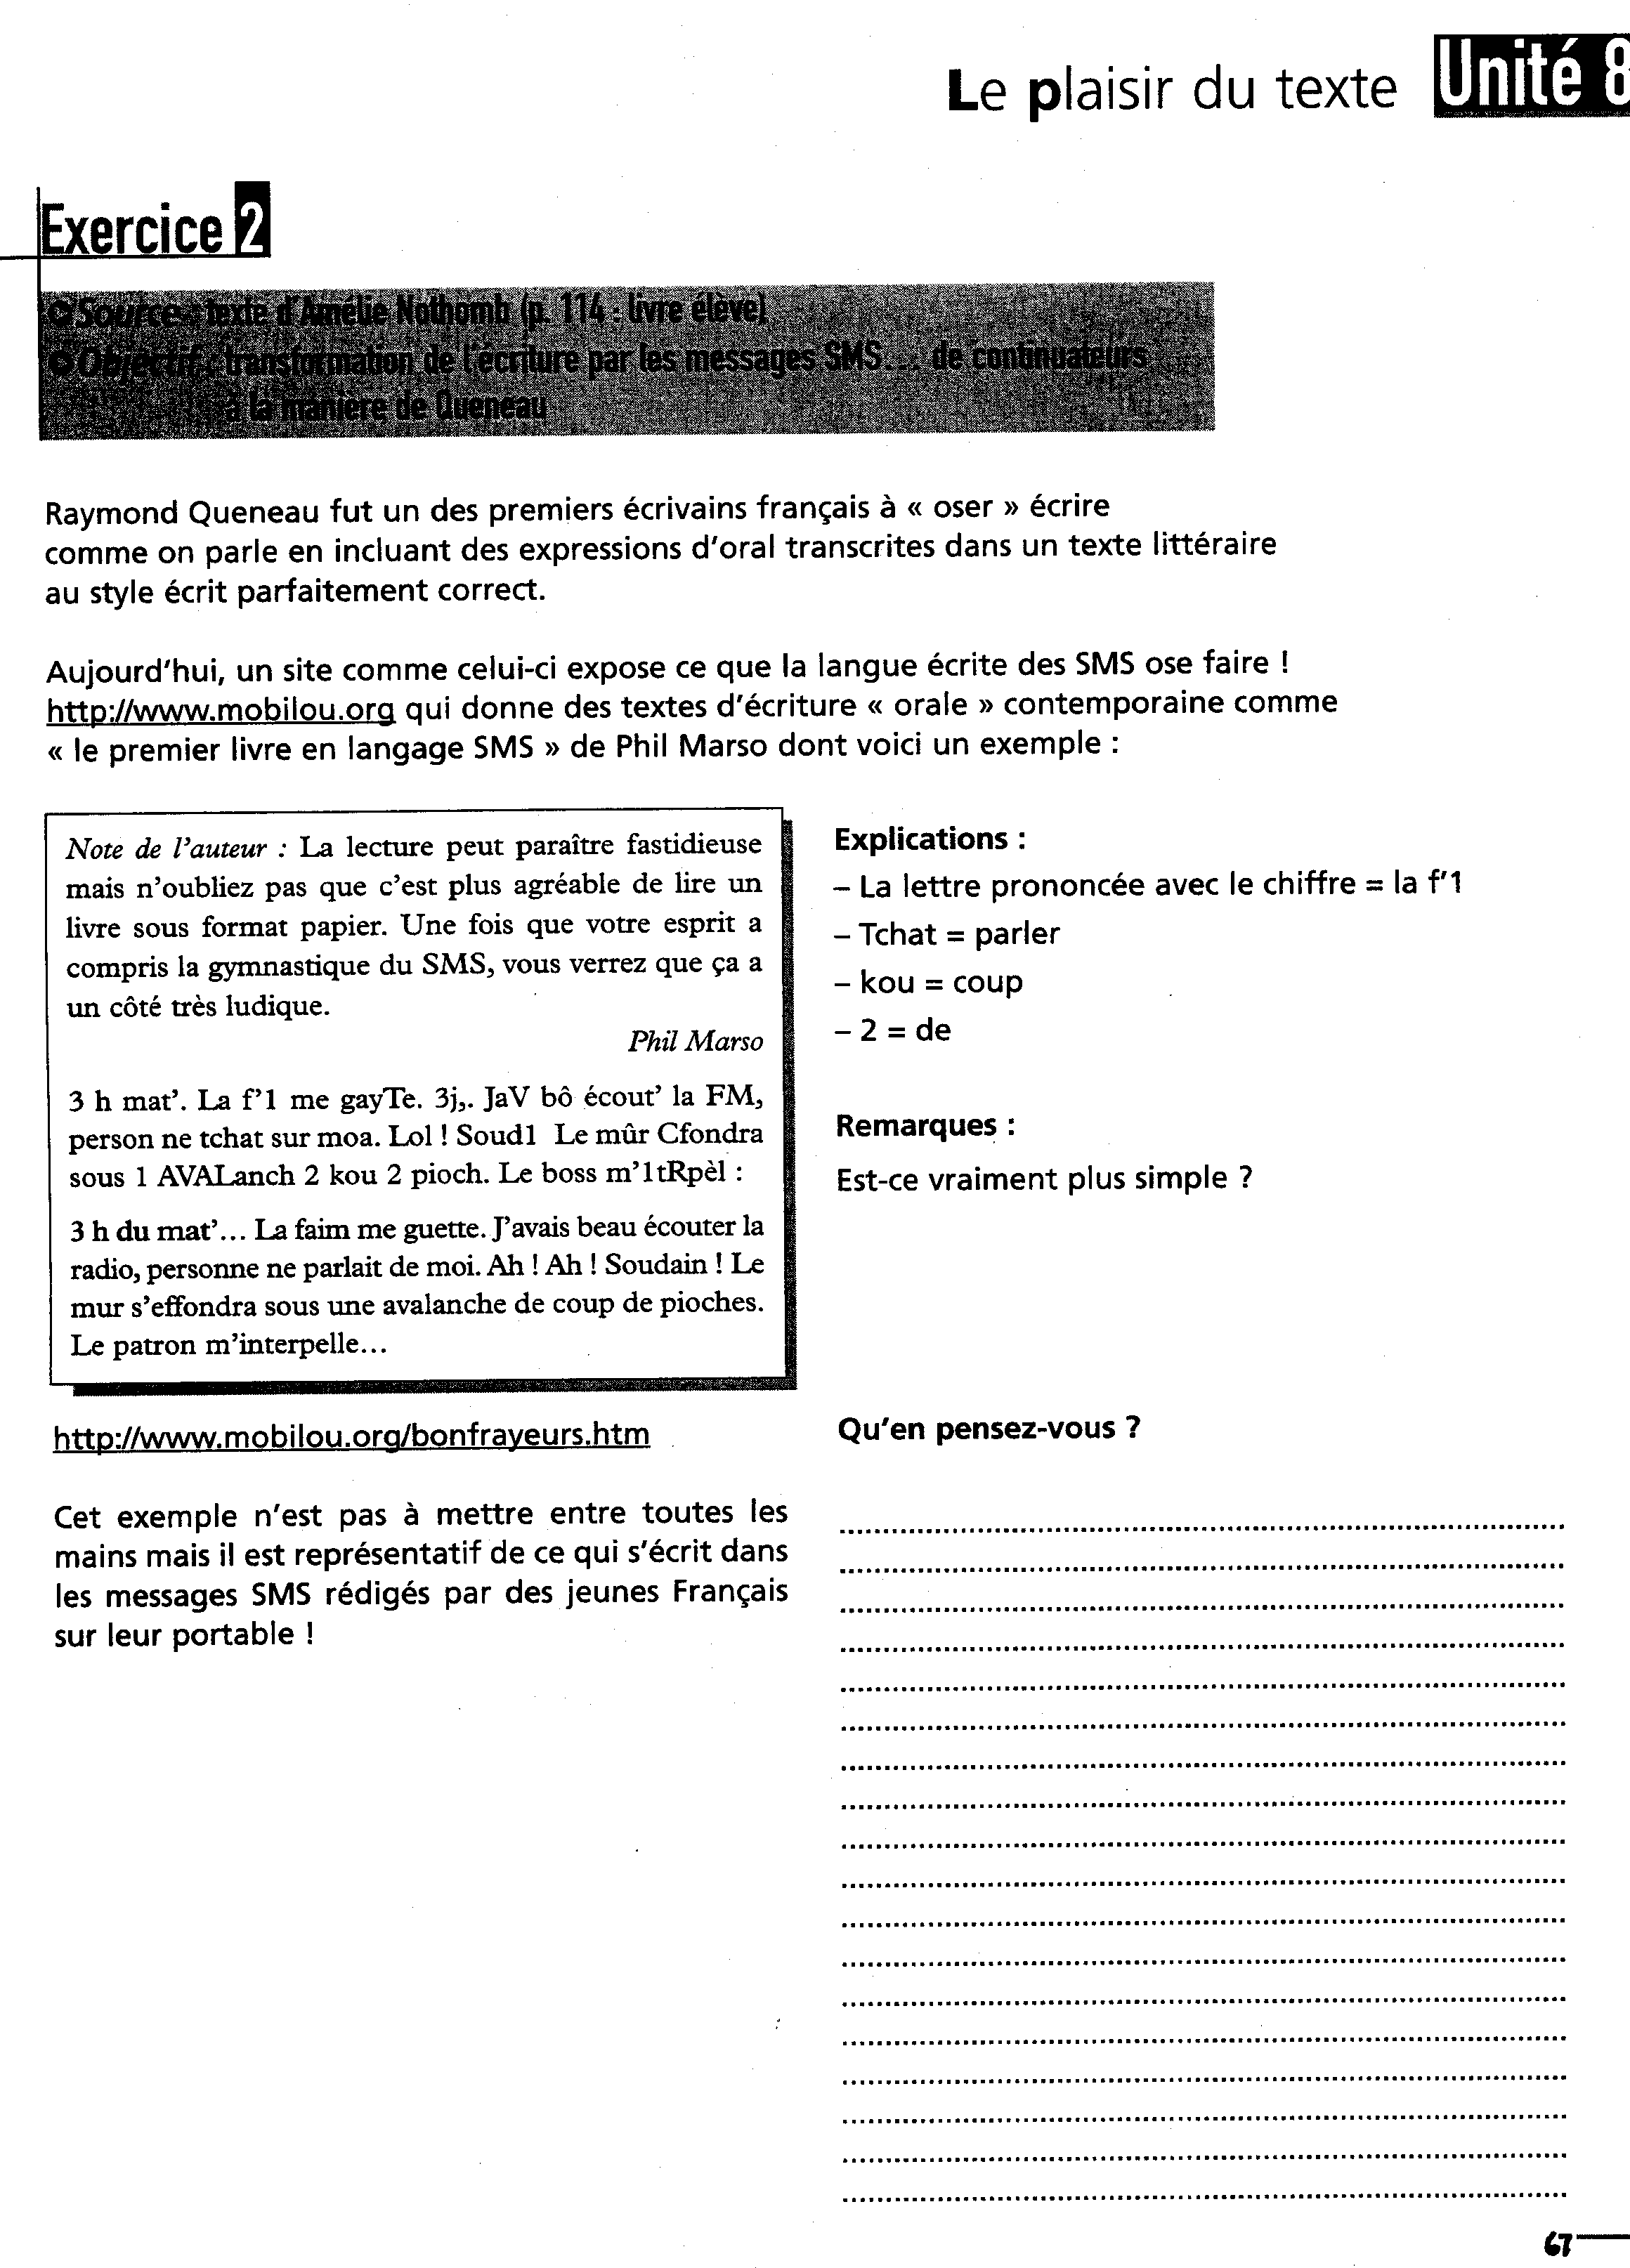 Le plaisir du texte Unité 8
Exercice 2
Source : texte d'Amélie Nothomb (p. 114 : livre élève)
Objectif : transformation de l'écriture par les messages SMS... de continuateurs
à la manière de Queneau
Raymond Queneau fut un des premiers écrivains français à « oser » écrire
comme on parle en incluant des expressions d'oral transcrites dans un texte littéraire
au style écrit parfaitement correct.
Aujourd'hui, un site comme celui-ci expose ce que la langue écrite des SMS ose faire !
http://www.mobilou.org qui donne des textes d'écriture « orale » contemporaine comme
« le premier livre en langage SMS » de Phil Marso dont voici un exemple :
Note de l'auteur : La lecture peut paraître fastidieuse
mais n'oubliez pas que c'est plus agréable de lire un
livre sous format papier. Une fois que votre esprit a
compris la gymnastique du SMS, vous verrez que ça a
un côté très ludique.
Phil Marso
3 h mat'. La f'1 me gayTe. 3j,. JaV bô écout' la FM,
person ne tchat sur moa. Lol ! Soud1 Le mûr Cfondra
sous 1 AVALanch 2 kou 2 pioch. Le boss m'1tRpèl :
3 h du mat'... La faim me guette. J'avais beau écouter la
radio, personne ne parlait de moi. Ah ! Ah ! Soudain ! Le
mur s'effondra sous une avalanche de coup de pioches.
Le patron m'interpelle...
http://www.mobilou.org/bonfrayeurs.htm
Cet exemple n'est pas à mettre entre toutes les
mains mais il est représentatif de ce qui s'écrit dans
les messages SMS rédigés par des jeunes Français
sur leur portable !
Explications :
– La lettre prononcée avec le chiffre = la f'1
– Tchat = parler
– kou = coup
– 2 = de
Remarques :
Est-ce vraiment plus simple ?
Qu'en pensez-vous ?
67